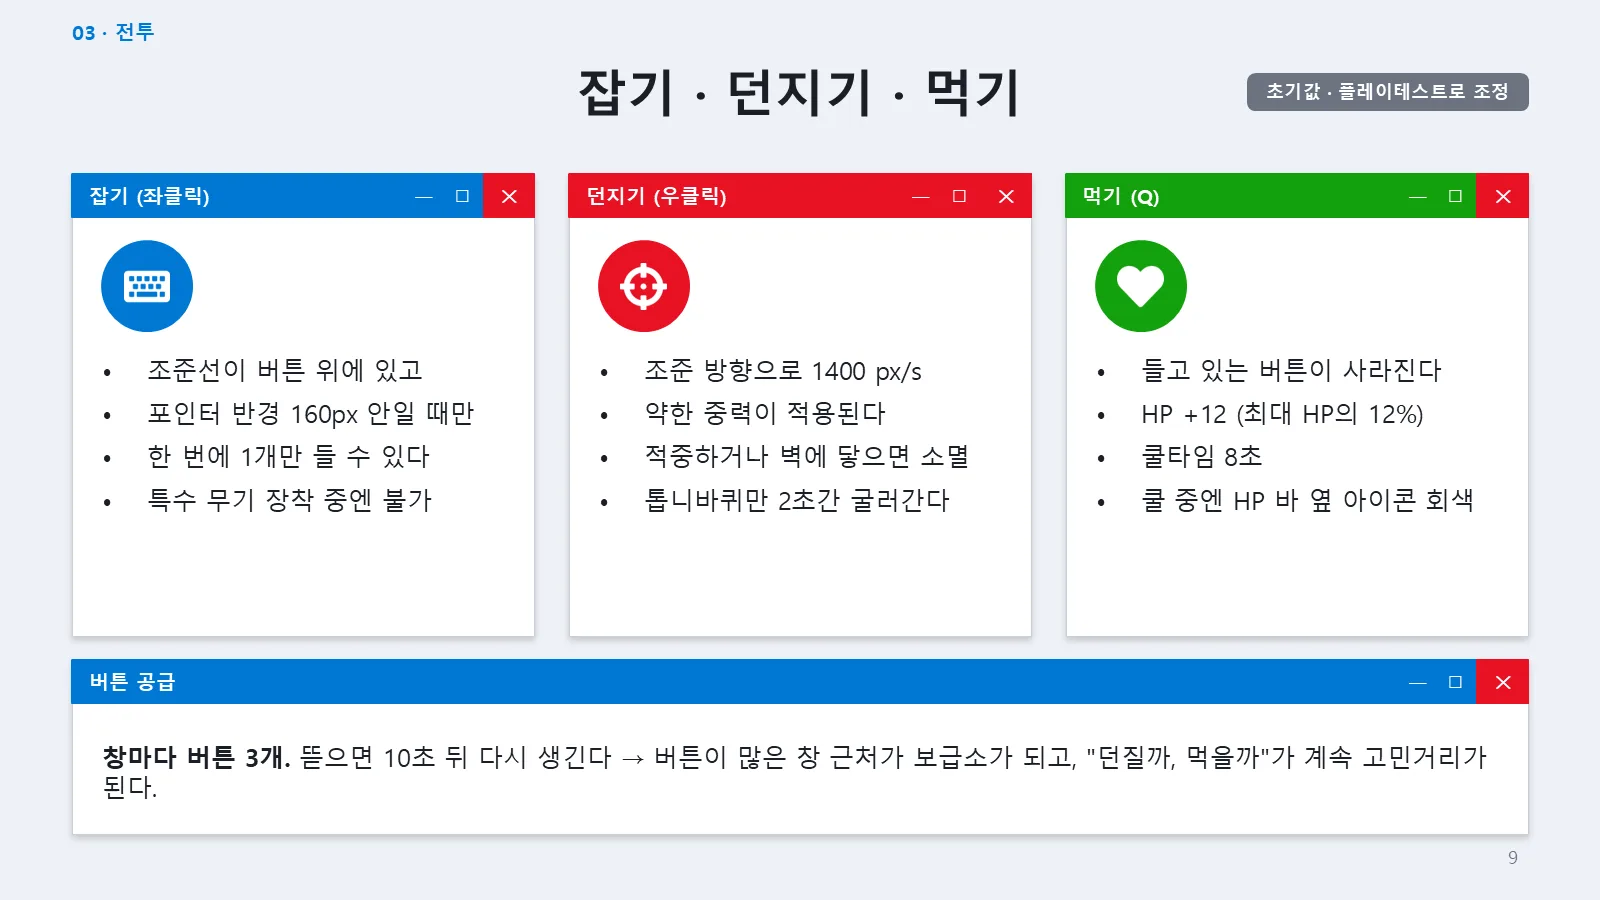 03 · 전투
잡기 · 던지기 · 먹기
초기값 · 플레이테스트로 조정
잡기 (좌클릭)
• 조준선이 버튼 위에 있고
• 포인터 반경 160px 안일 때만
• 한 번에 1개만 들 수 있다
• 특수 무기 장착 중엔 불가
던지기 (우클릭)
• 조준 방향으로 1400 px/s
• 약한 중력이 적용된다
• 적중하거나 벽에 닿으면 소멸
• 톱니바퀴만 2초간 굴러간다
먹기 (Q)
• 들고 있는 버튼이 사라진다
• HP +12 (최대 HP의 12%)
• 쿨타임 8초
• 쿨 중엔 HP 바 옆 아이콘 회색
버튼 공급
창마다 버튼 3개. 뜯으면 10초 뒤 다시 생긴다 → 버튼이 많은 창 근처가 보급소가 되고, "던질까, 먹을까"가 계속 고민거리가
된다.
9